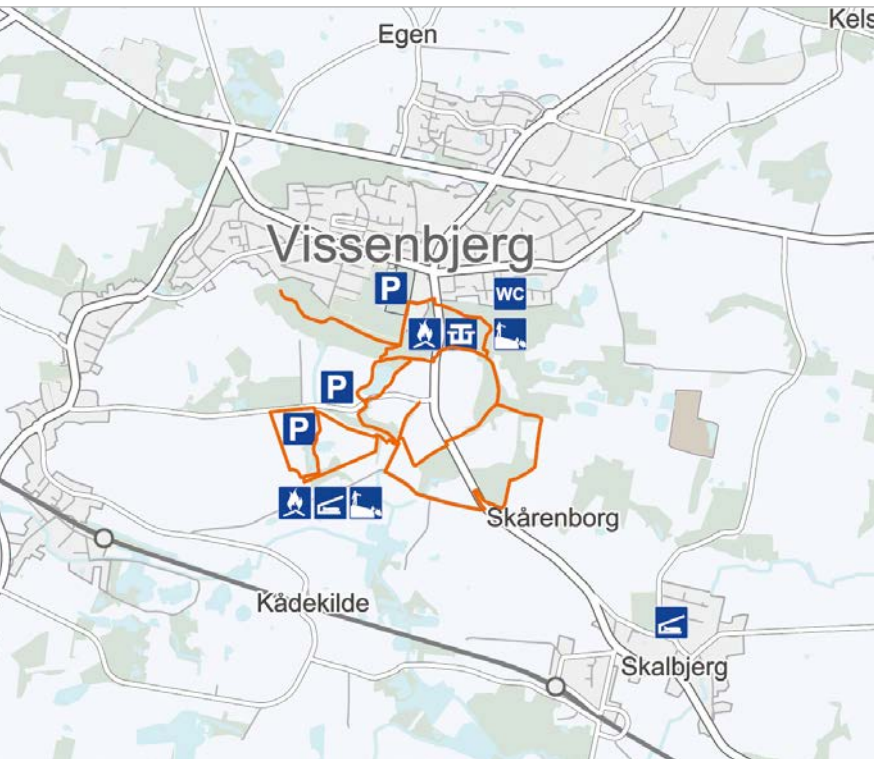 Egen
Kels
Vissenbjerg
P
WC
P
P
Skårenborg
Kådekilde
Skalbjerg